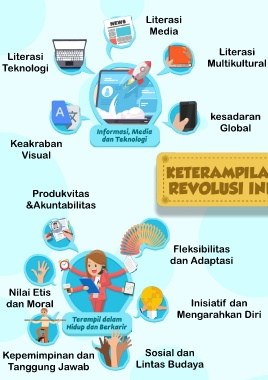 NEWS
Literasi
Media
Literasi
Teknologi
Literasi
Multikultural
kesadaran
Global
Keakraban
Visual
Informasi, Media
dan Teknologi
KETERAMPILA
REVOLUSI IN
Produkvitas
&Akuntabilitas
Fleksibilitas
dan Adaptasi
Nilai Etis
dan Moral
Inisiatif dan
Mengarahkan Diri
Terampil dalam
Hidup dan Berkarir
Kepemimpinan dan
Tanggung Jawab
Sosial dan
Lintas Budaya